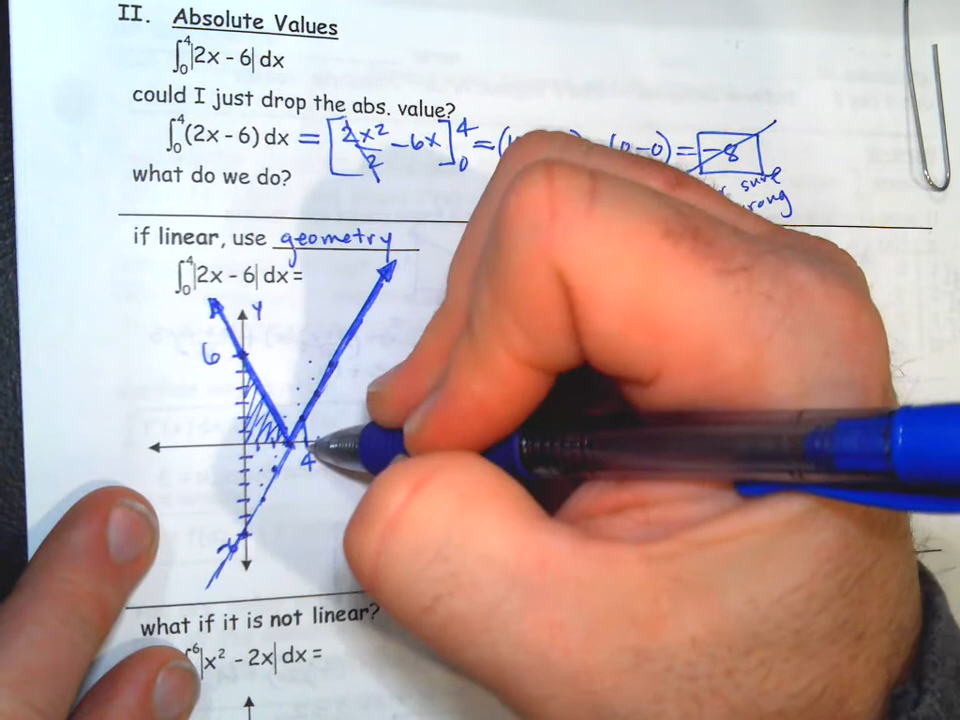 II. Absolute Values
∫₀⁴|2x - 6| dx
could I just drop the abs. value?
∫₀⁴(2x - 6) dx = [2x²/2 - 6x]₀⁴ = ( (0-0) = -8
what do we do? sure
if linear, use geometry
∫₀⁴|2x - 6| dx =
Y
6
4
what if it is not linear?
⁶|x² - 2x| dx =